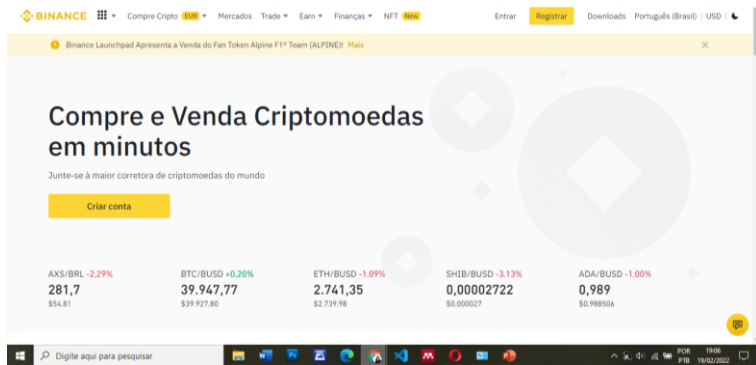 BINANCE Compre Cripto EUR Mercados Trade Earn Finanças NFT New Entrar Registrar Downloads Português (Brasil) | USD |
Binance Launchpad Apresenta a Venda do Fan Token Alpine F1® Team (ALPINE)! Mais
Compre e Venda Criptomoedas
em minutos
Junte-se à maior corretora de criptomoedas do mundo
Criar conta
AXS/BRL -2,29% BTC/BUSD +0,20% ETH/BUSD -1,09% SHIB/BUSD -3,13% ADA/BUSD -1,00%
281,7 39.947,77 2.741,35 0,00002722 0,989
$54.81 $39.927.80 $2.739.98 $0.000027 $0.988506
Digite aqui para pesquisar
POR 19:06
PTB 19/02/2022